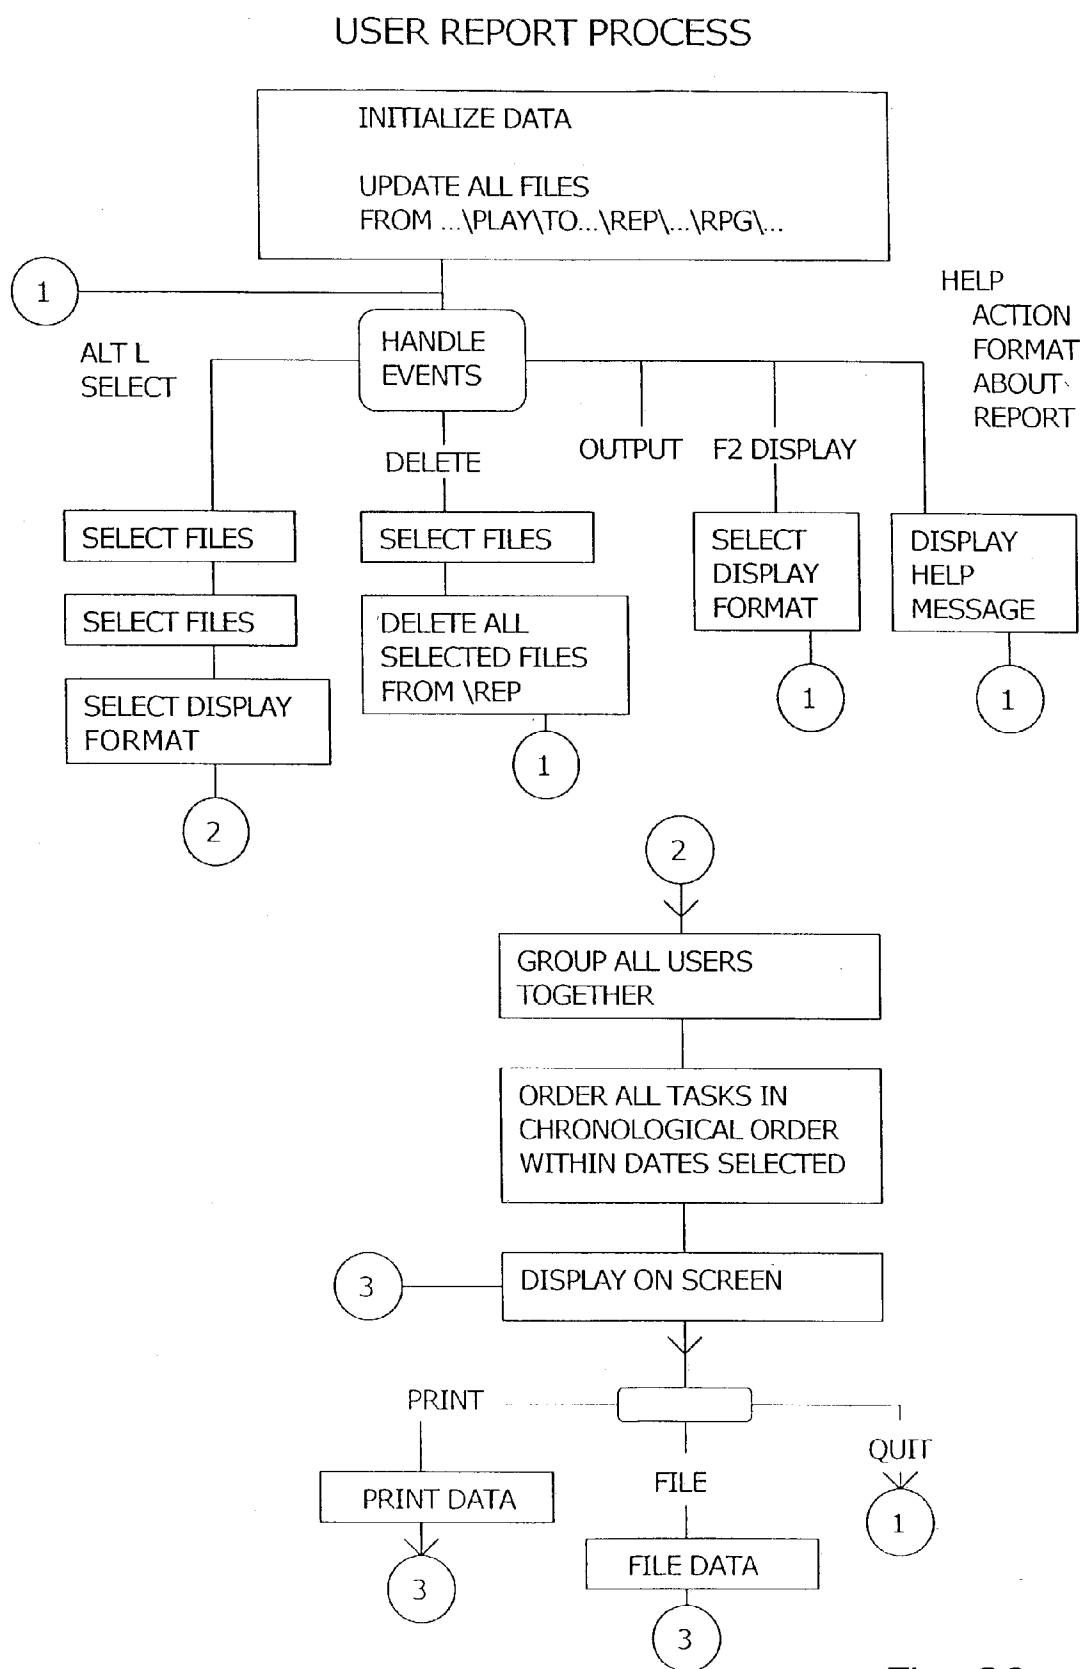 USER REPORT PROCESS
INITIALIZE DATA
UPDATE ALL FILES
FROM ...\PLAY\TO...\REP\...\RPG\...
1
HANDLE
EVENTS
ALT L
SELECT
HELP
ACTION
FORMAT
ABOUT
REPORT
DELETE
OUTPUT
F2 DISPLAY
SELECT FILES
SELECT FILES
SELECT DISPLAY
FORMAT
2
SELECT FILES
DELETE ALL
SELECTED FILES
FROM \REP
1
SELECT
DISPLAY
FORMAT
1
DISPLAY
HELP
MESSAGE
1
2
GROUP ALL USERS
TOGETHER
ORDER ALL TASKS IN
CHRONOLOGICAL ORDER
WITHIN DATES SELECTED
3
DISPLAY ON SCREEN
PRINT
PRINT DATA
3
FILE
FILE DATA
3
QUIT
1